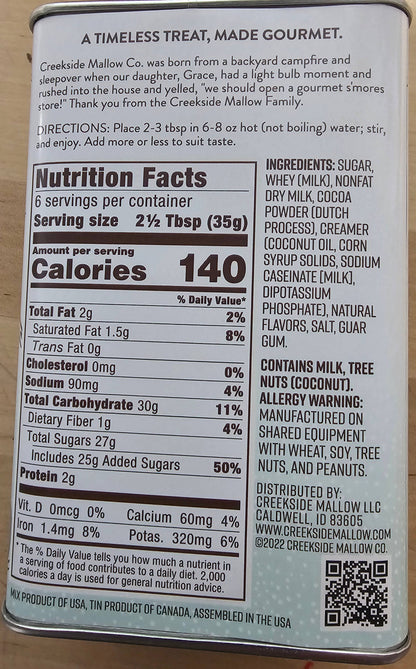 A TIMELESS TREAT, MADE GOURMET.
Creekside Mallow Co. was born from a backyard campfire and
sleepover when our daughter, Grace, had a light bulb moment and
rushed into the house and yelled, "we should open a gourmet s'mores
store!" Thank you from the Creekside Mallow Family.
DIRECTIONS: Place 2-3 tbsp in 6-8 oz hot (not boiling) water; stir,
and enjoy. Add more or less to suit taste.
Nutrition Facts
6 servings per container
Serving size 2½ Tbsp (35g)
Amount per serving
Calories 140
% Daily Value*
Total Fat 2g 2%
Saturated Fat 1.5g 8%
Trans Fat 0g
Cholesterol 0mg 0%
Sodium 90mg 4%
Total Carbohydrate 30g 11%
Dietary Fiber 1g 4%
Total Sugars 27g
Includes 25g Added Sugars 50%
Protein 2g
Vit. D 0mcg 0% Calcium 60mg 4%
Iron 1.4mg 8% Potas. 320mg 6%
* The % Daily Value tells you how much a nutrient in
a serving of food contributes to a daily diet. 2,000
calories a day is used for general nutrition advice.
INGREDIENTS: SUGAR,
WHEY (MILK), NONFAT
DRY MILK, COCOA
POWDER (DUTCH
PROCESS), CREAMER
(COCONUT OIL, CORN
SYRUP SOLIDS, SODIUM
CASEINATE [MILK],
DIPOTASSIUM
PHOSPHATE), NATURAL
FLAVORS, SALT, GUAR
GUM.
CONTAINS MILK, TREE
NUTS (COCONUT).
ALLERGY WARNING:
MANUFACTURED ON
SHARED EQUIPMENT
WITH WHEAT, SOY, TREE
NUTS, AND PEANUTS.
DISTRIBUTED BY:
CREEKSIDE MALLOW LLC
CALDWELL, ID 83605
WWW.CREEKSIDEMALLOW.COM
©2022 CREEKSIDE MALLOW CO.
MIX PRODUCT OF USA, TIN PRODUCT OF CANADA, ASSEMBLED IN THE USA